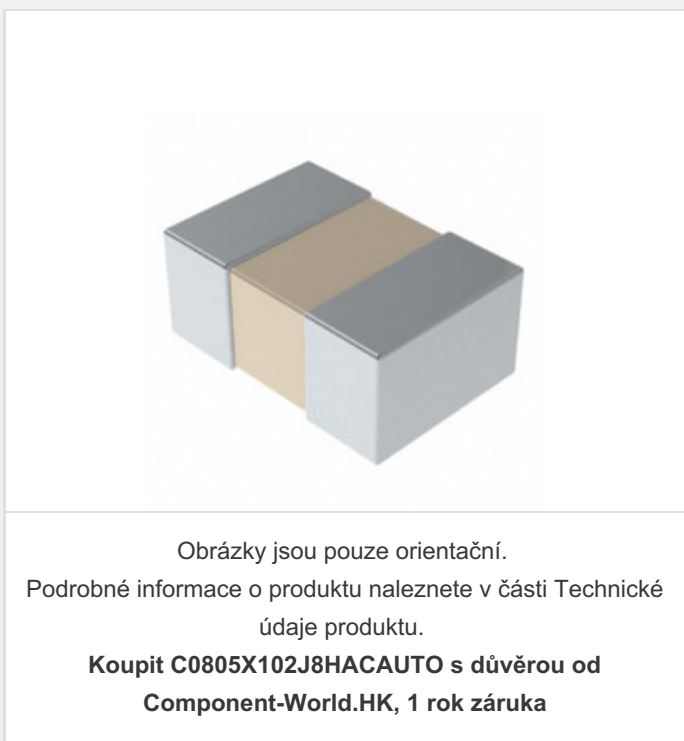 Obrázky jsou pouze orientační.
Podrobné informace o produktu naleznete v části Technické
údaje produktu.
Koupit C0805X102J8HACAUTO s důvěrou od
Component-World.HK, 1 rok záruka